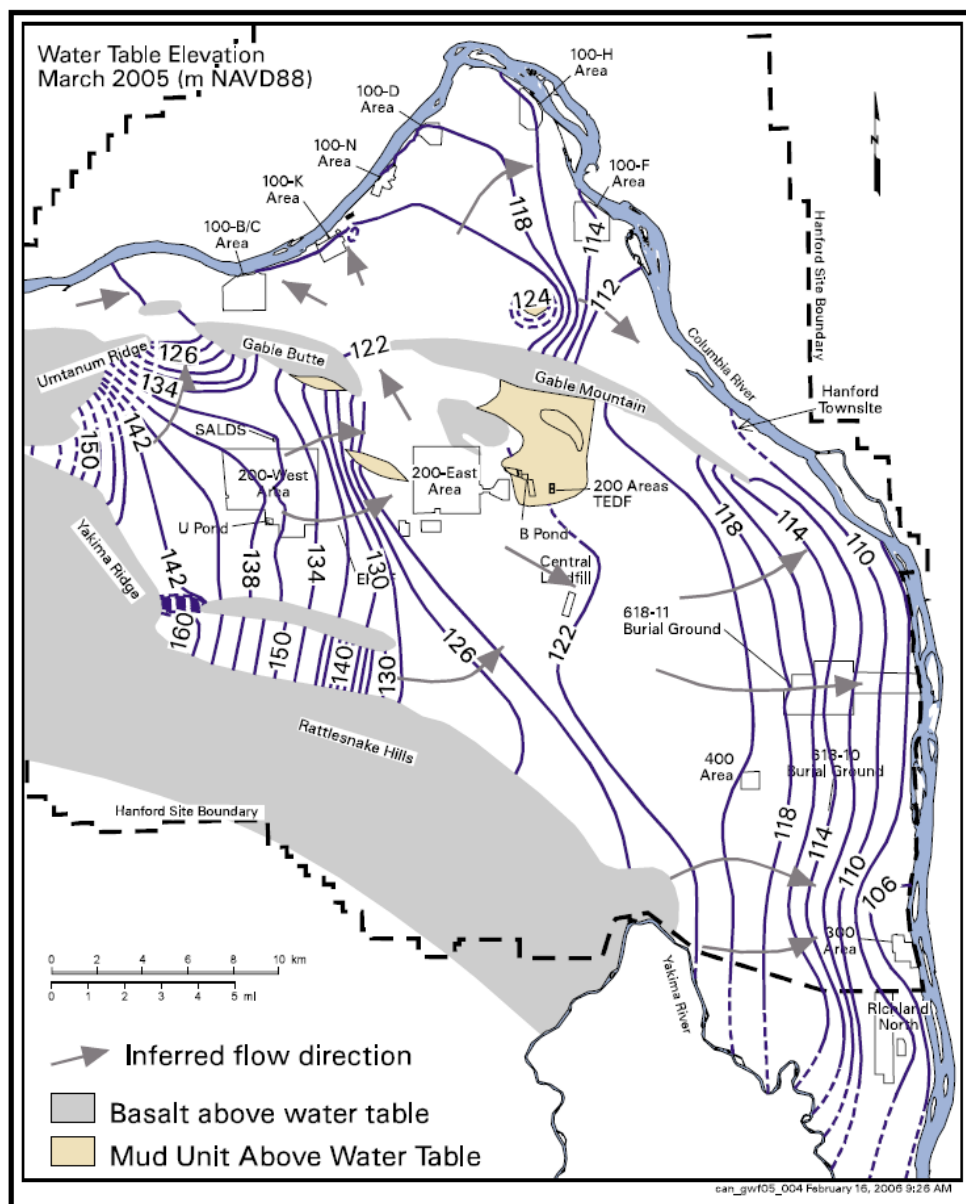 Water Table Elevation
March 2005 (m NAVD88)
100-H
Area
100-D
Area
100-N
Area
100-K
Area
100-F
Area
100-B/C
Area
N
Hanford Site Boundary
118
114
112
124
122
Umtanum Ridge
126
134
142
150
Gable Butte
Gable Mountain
Columbia River
Hanford
Townsite
SALDS
200-West
Area
200-East
Area
200 Areas
TEDF
U Pond
B Pond
Yakima Ridge
142
138
134
130
118
114
110
Central
Landfill
618-11
Burial Ground
160
150
140
130
126
122
Rattlesnake Hills
400
Area
618-10
Burial Ground
Hanford Site Boundary
118
114
110
106
300
Area
Yakima River
Richland
North
0 2 4 6 8 10 km
0 1 2 3 4 5 mi
Inferred flow direction
Basalt above water table
Mud Unit Above Water Table
can_gwf05_004 February 16, 2006 9:26 AM